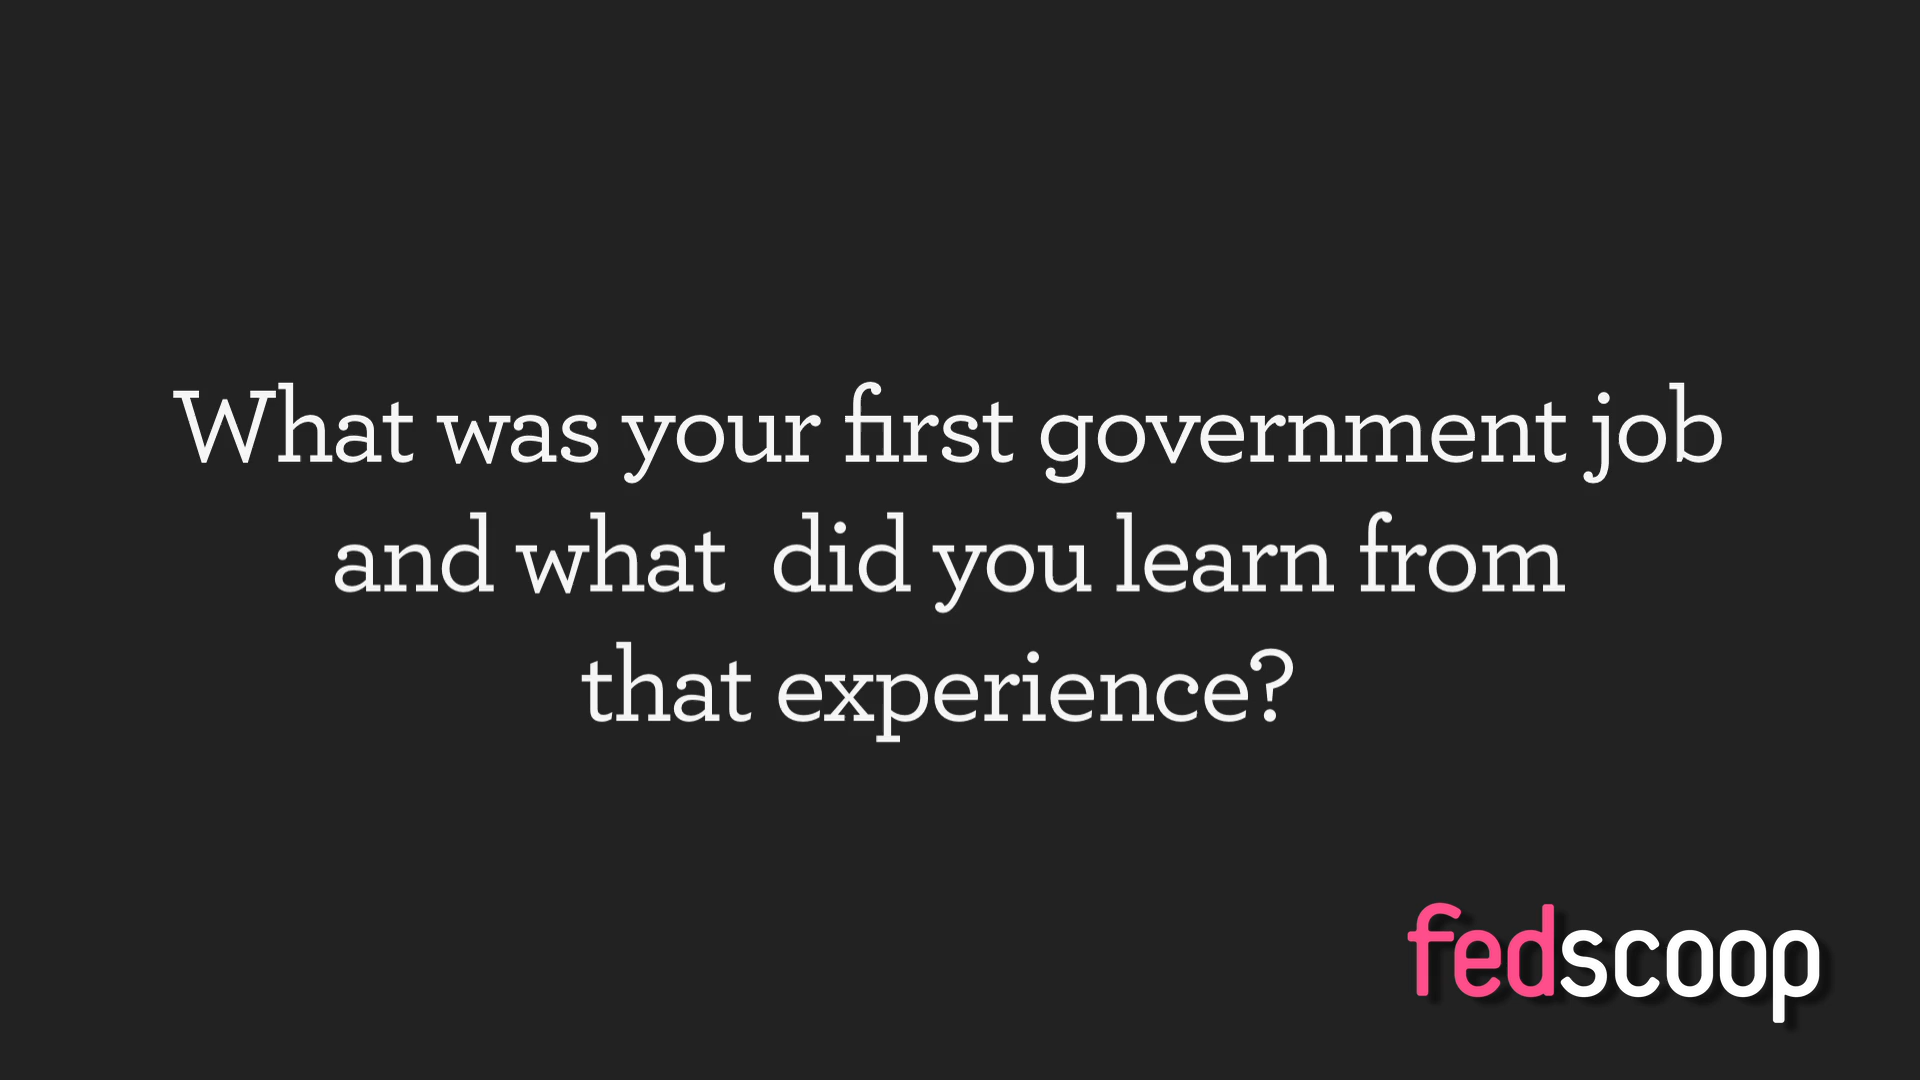 What was your first government job
and what  did you learn from
that experience?
fedscoop